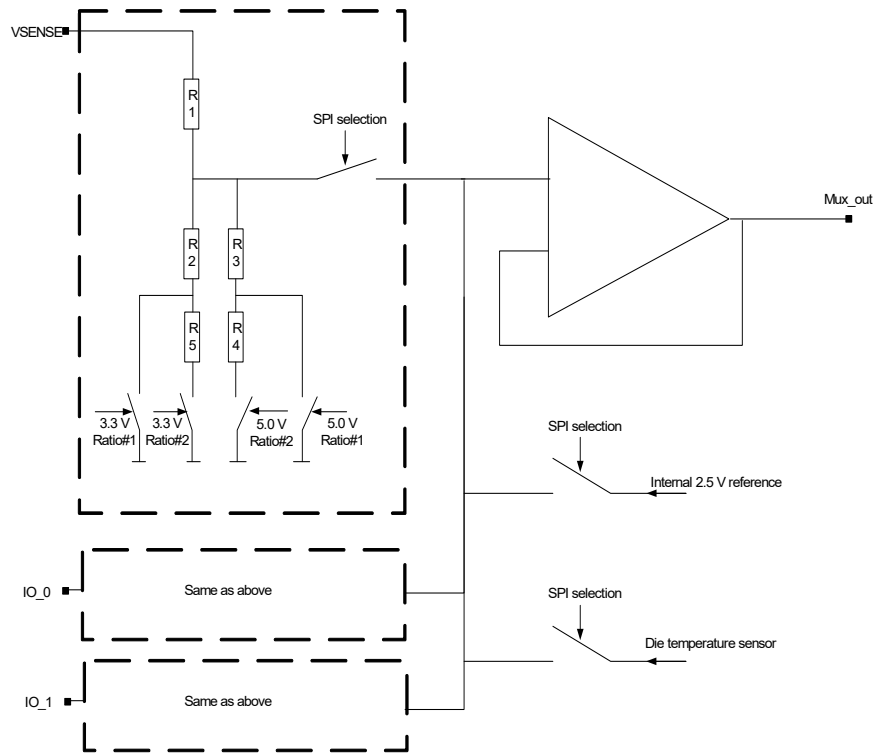 VSENSE
R
1
SPI selection
Mux_out
R
2
R
3
R
5
R
4
3.3 V
Ratio#1
3.3 V
Ratio#2
5.0 V
Ratio#2
5.0 V
Ratio#1
SPI selection
Internal 2.5 V reference
IO_0
Same as above
SPI selection
Die temperature sensor
IO_1
Same as above